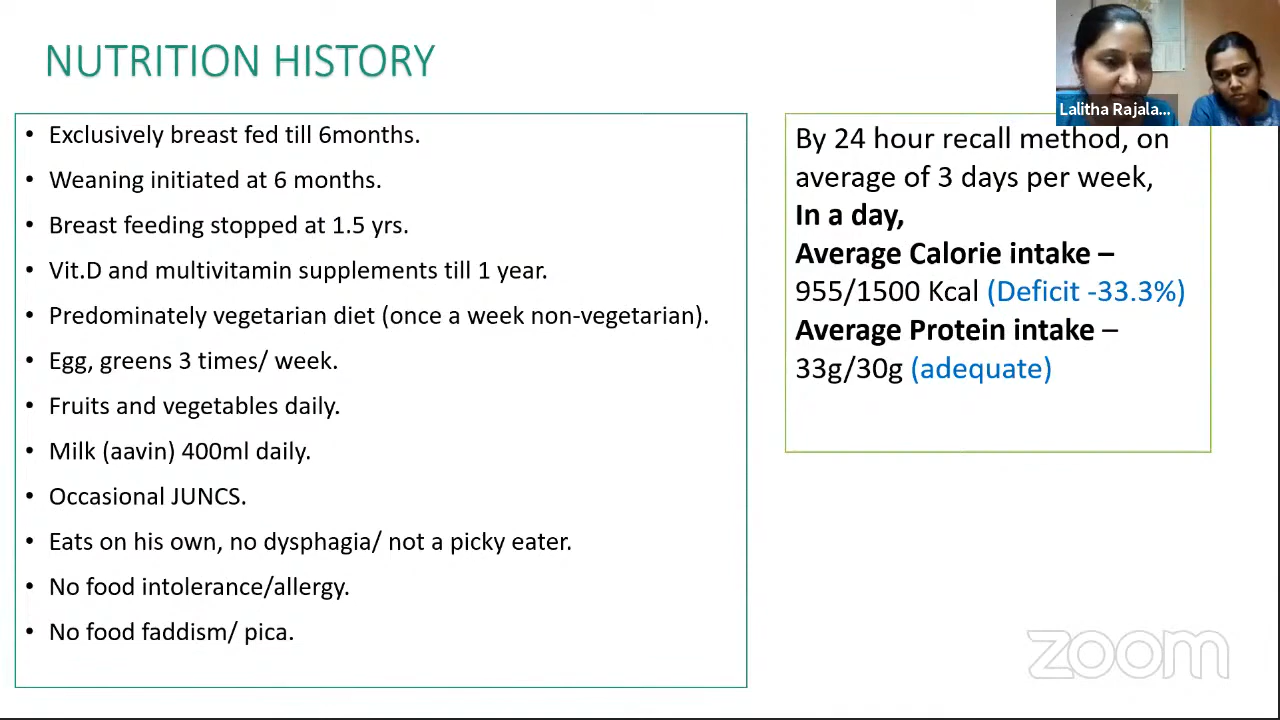 NUTRITION HISTORY
Lalitha Rajala...
• Exclusively breast fed till 6months.
• Weaning initiated at 6 months.
• Breast feeding stopped at 1.5 yrs.
• Vit.D and multivitamin supplements till 1 year.
• Predominately vegetarian diet (once a week non-vegetarian).
• Egg, greens 3 times/ week.
• Fruits and vegetables daily.
• Milk (aavin) 400ml daily.
• Occasional JUNCS.
• Eats on his own, no dysphagia/ not a picky eater.
• No food intolerance/allergy.
• No food faddism/ pica.
By 24 hour recall method, on
average of 3 days per week,
In a day,
Average Calorie intake –
955/1500 Kcal (Deficit -33.3%)
Average Protein intake –
33g/30g (adequate)
zoom